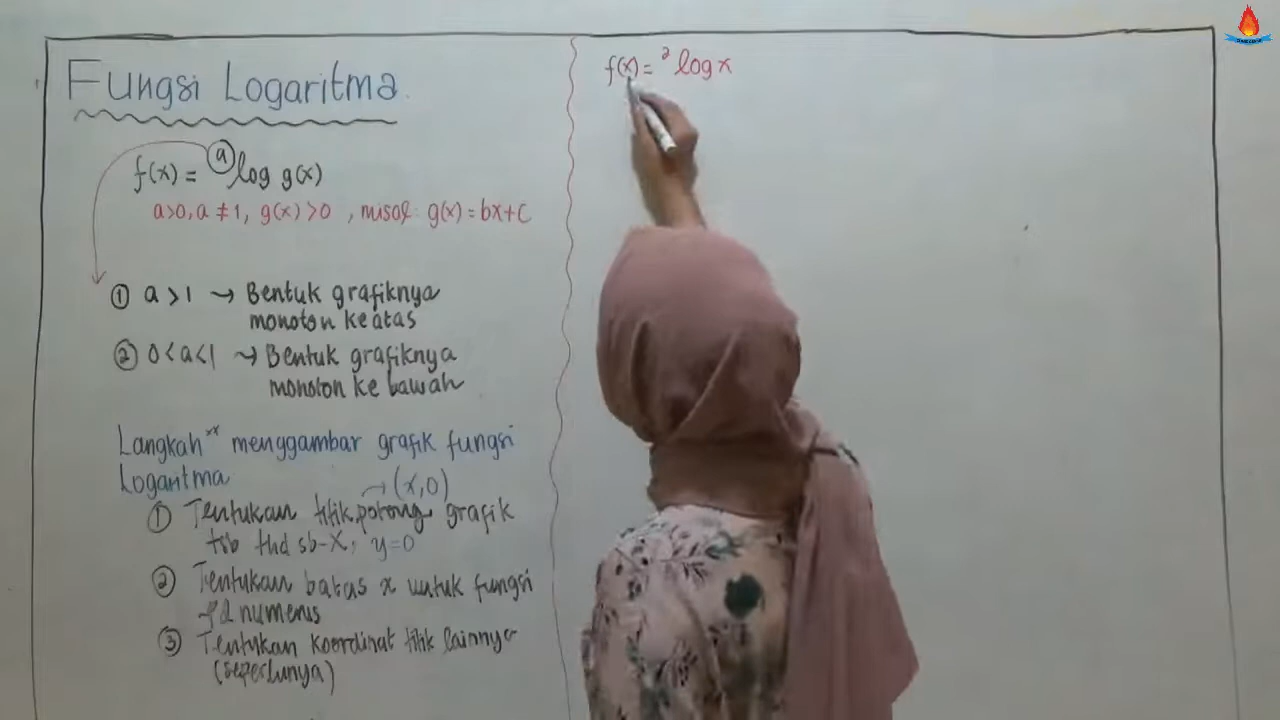 Fungsi Logaritma
f(x) = ᵃlog g(x)
a>0, a ≠ 1, g(x) > 0 , misal: g(x) = bx+c
① a > 1 → Bentuk grafiknya
monoton keatas
② 0 < a < 1 → Bentuk grafiknya
monoton ke bawah
Langkah" menggambar grafik fungsi
Logaritma
→ (x,0)
① Tentukan titik potong grafik
tsb thd sb-X, y=0
② Tentukan batas x untuk fungsi
numerus
③ Tentukan koordinat titik lainnya
(seperlunya)
f(x) = ²log x